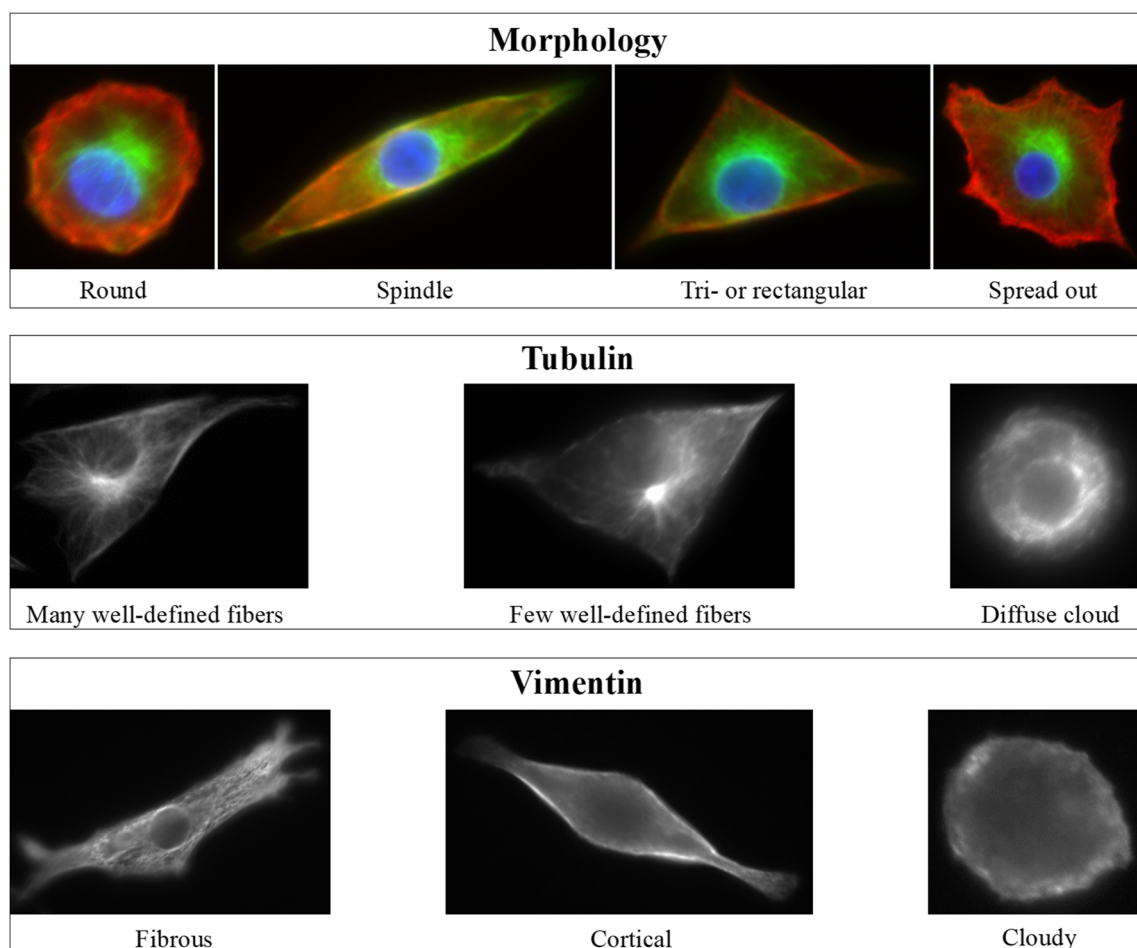 Morphology
Round Spindle Tri- or rectangular Spread out
Tubulin
Many well-defined fibers Few well-defined fibers Diffuse cloud
Vimentin
Fibrous Cortical Cloudy